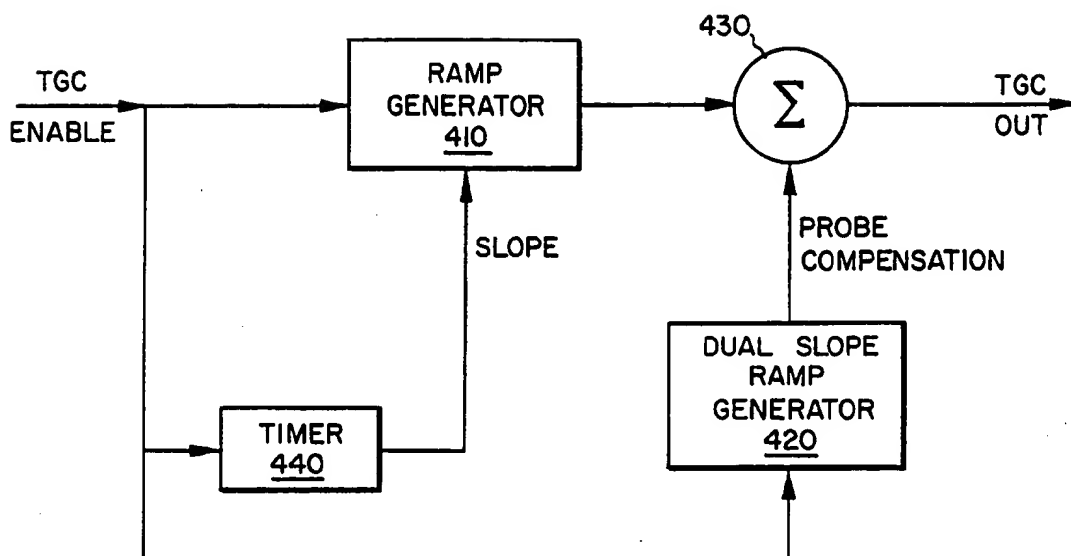 430
TGC
ENABLE
RAMP
GENERATOR
410
Σ
TGC
OUT
SLOPE
PROBE
COMPENSATION
DUAL SLOPE
RAMP
GENERATOR
420
TIMER
440